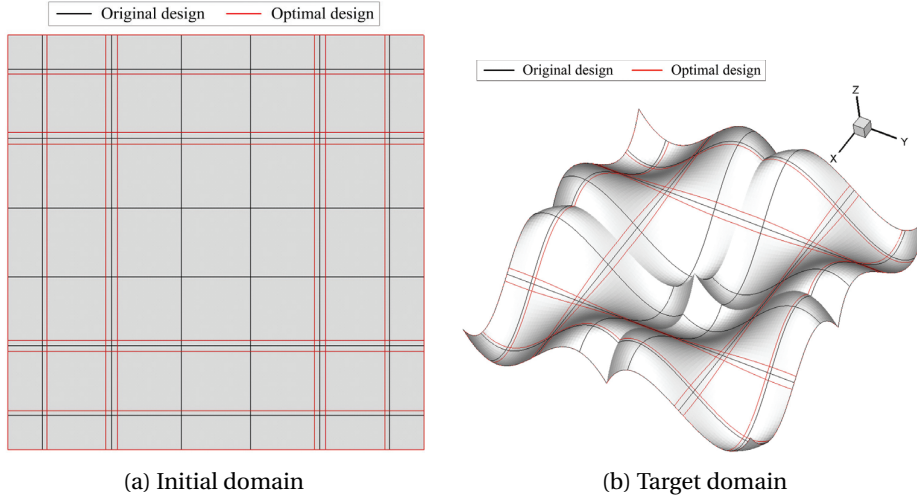 Original design Optimal design
Original design Optimal design
Z
Y
X
(a) Initial domain
(b) Target domain